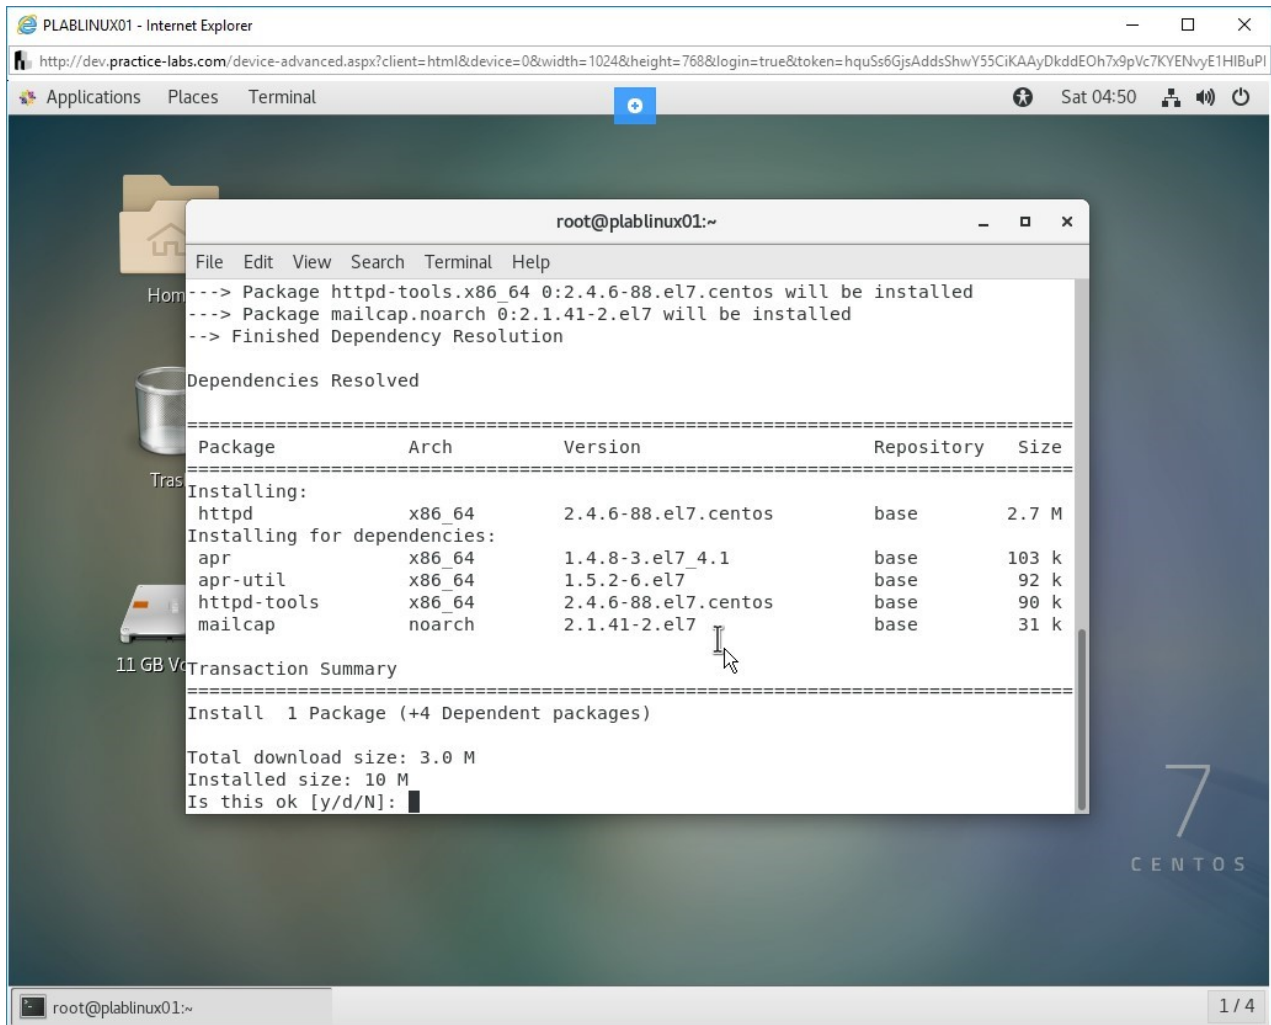 PLABLINUX01 - Internet Explorer
http://dev.practice-labs.com/device-advanced.aspx?client=html&device=0&width=1024&height=768&login=true&token=hquSs6GjsAddsShwY55CiKAAyDkddEOh7x9pVc7KYENvyE1HIBuPl
Applications Places Terminal Sat 04:50
Hom
Tras
11 GB Vo
root@plablinux01:~
File Edit View Search Terminal Help
---> Package httpd-tools.x86_64 0:2.4.6-88.el7.centos will be installed
---> Package mailcap.noarch 0:2.1.41-2.el7 will be installed
--> Finished Dependency Resolution
Dependencies Resolved
================================================================================
Package Arch Version Repository Size
================================================================================
Installing:
httpd x86_64 2.4.6-88.el7.centos base 2.7 M
Installing for dependencies:
apr x86_64 1.4.8-3.el7_4.1 base 103 k
apr-util x86_64 1.5.2-6.el7 base 92 k
httpd-tools x86_64 2.4.6-88.el7.centos base 90 k
mailcap noarch 2.1.41-2.el7 base 31 k
Transaction Summary
================================================================================
Install 1 Package (+4 Dependent packages)
Total download size: 3.0 M
Installed size: 10 M
Is this ok [y/d/N]:
7
CENTOS
root@plablinux01:~ 1 / 4